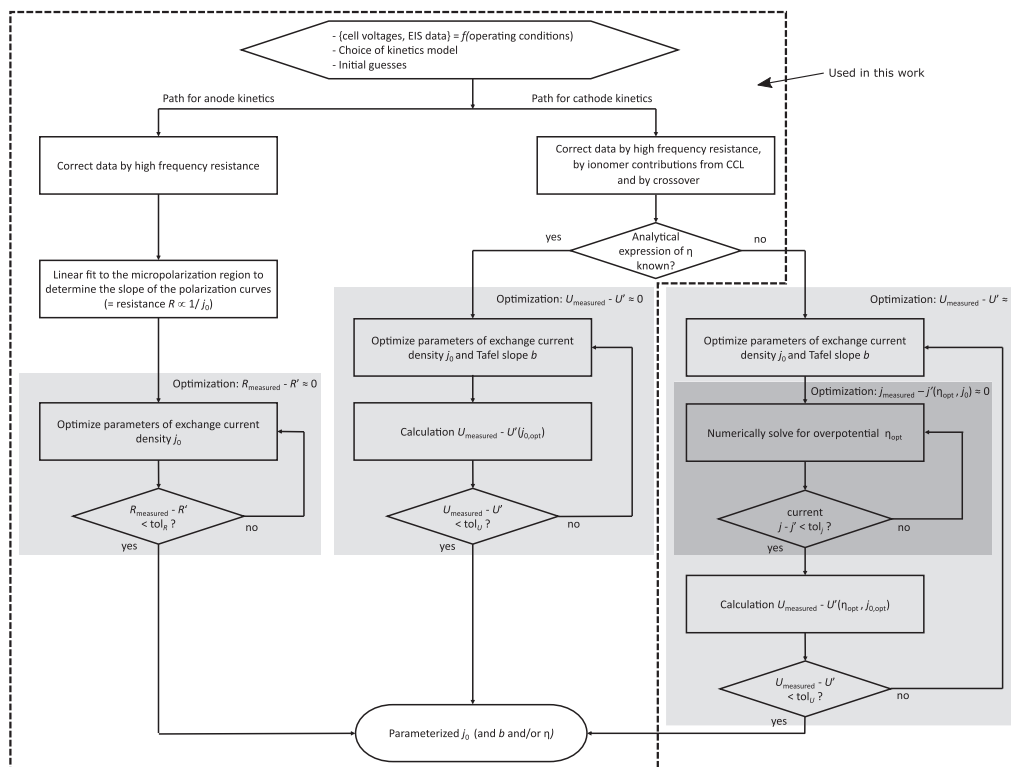 - {cell voltages, EIS data} = f(operating conditions)
- Choice of kinetics model
- Initial guesses
Used in this work
Path for anode kinetics
Path for cathode kinetics
Correct data by high frequency resistance
Correct data by high frequency resistance,
by ionomer contributions from CCL
and by crossover
yes
Analytical
expression of η
known?
no
Linear fit to the micropolarization region to
determine the slope of the polarization curves
(= resistance R ∝ 1/ j0)
Optimization: Umeasured - U' ≈ 0
Optimize parameters of exchange current
density j0 and Tafel slope b
Calculation Umeasured - U'(j0,opt)
Umeasured - U'
< tolU ?
no
yes
Optimization: Rmeasured - R' ≈ 0
Optimize parameters of exchange current
density j0
Rmeasured - R'
< tolR ?
no
yes
Optimization: Umeasured - U' ≈
Optimize parameters of exchange current
density j0 and Tafel slope b
Optimization: jmeasured – j'(ηopt , j0) ≈ 0
Numerically solve for overpotential ηopt
current
j - j' < tolj ?
no
yes
Calculation Umeasured - U'(ηopt , j0,opt)
Umeasured - U'
< tolU ?
no
yes
Parameterized j0 (and b and/or η)